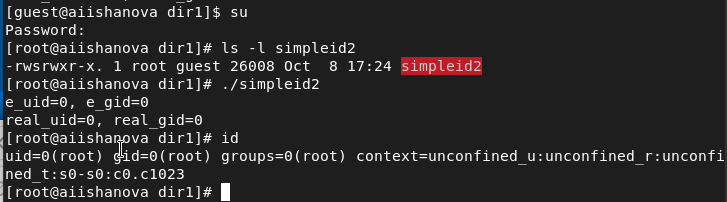 [guest@aiishanova dir1]$ su
Password:
[root@aiishanova dir1]# ls -l simpleid2
-rwsrwxr-x. 1 root guest 26008 Oct  8 17:24 simpleid2
[root@aiishanova dir1]# ./simpleid2
e_uid=0, e_gid=0
real_uid=0, real_gid=0
[root@aiishanova dir1]# id
uid=0(root) gid=0(root) groups=0(root) context=unconfined_u:unconfined_r:unconfi
ned_t:s0-s0:c0.c1023
[root@aiishanova dir1]#